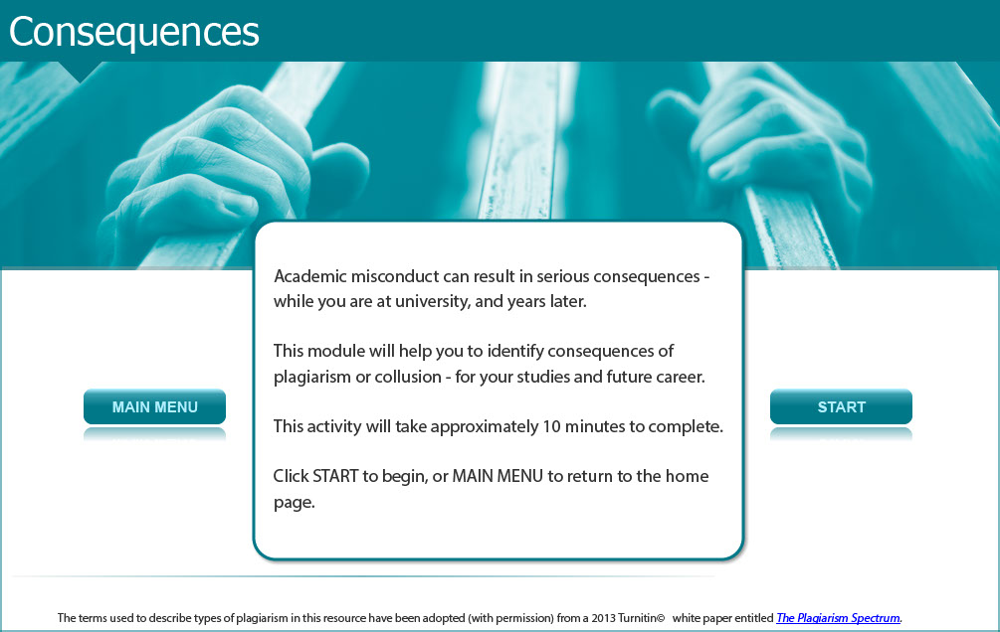 Consequences
Academic misconduct can result in serious consequences -
while you are at university, and years later.
This module will help you to identify consequences of
plagiarism or collusion - for your studies and future career.
This activity will take approximately 10 minutes to complete.
Click START to begin, or MAIN MENU to return to the home
page.
MAIN MENU
START
The terms used to describe types of plagiarism in this resource have been adopted (with permission) from a 2013 Turnitin© white paper entitled The Plagiarism Spectrum.